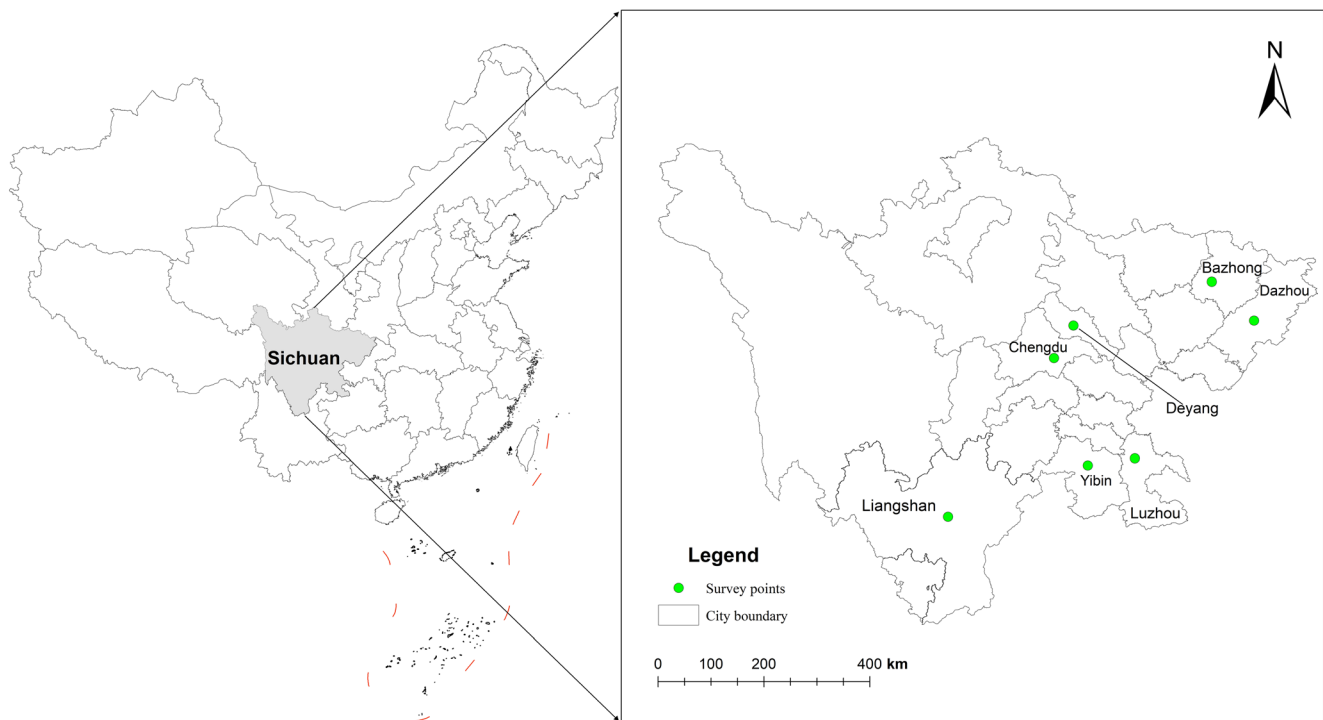 Sichuan
N
Bazhong
Dazhou
Chengdu
Deyang
Yibin
Liangshan
Luzhou
Legend
Survey points
City boundary
0 100 200 400 km